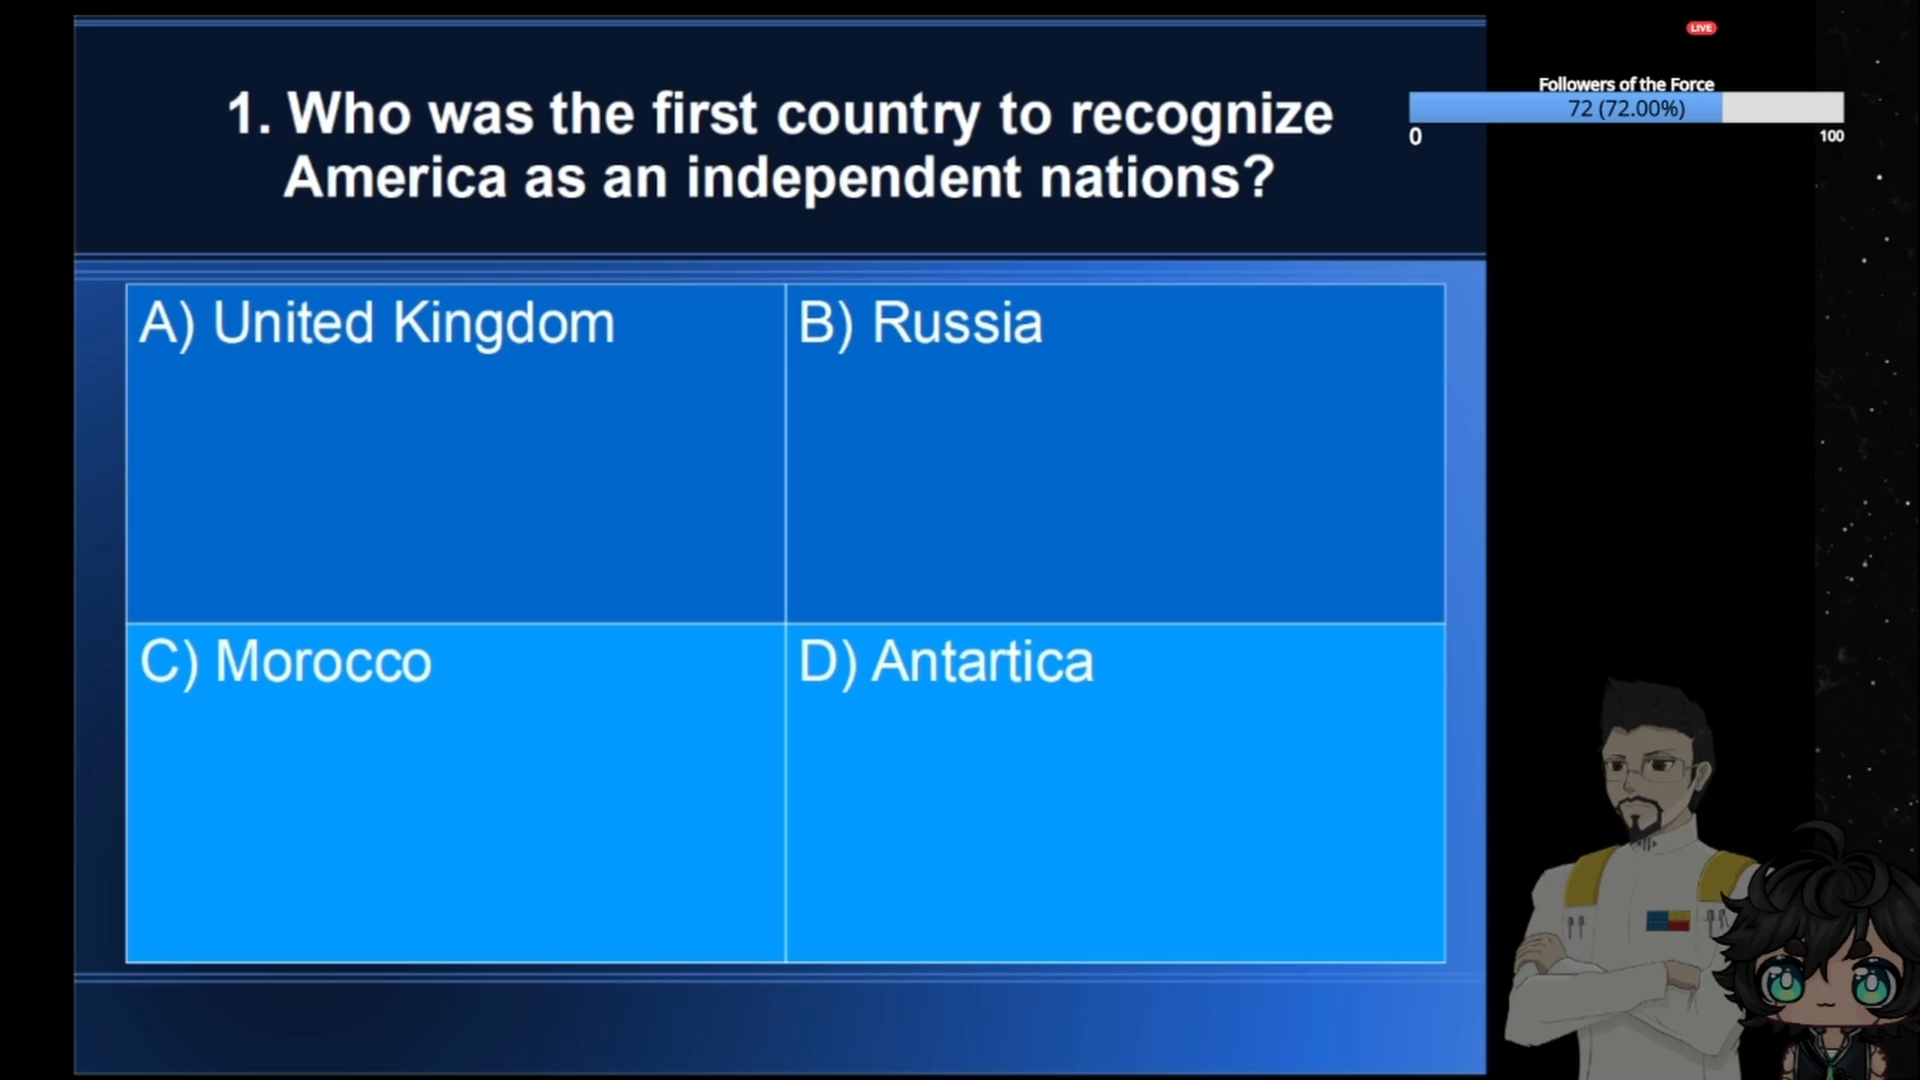 1. Who was the first country to recognize
America as an independent nations?
A) United Kingdom
B) Russia
C) Morocco
D) Antartica
LIVE
Followers of the Force
72 (72.00%)
0
100